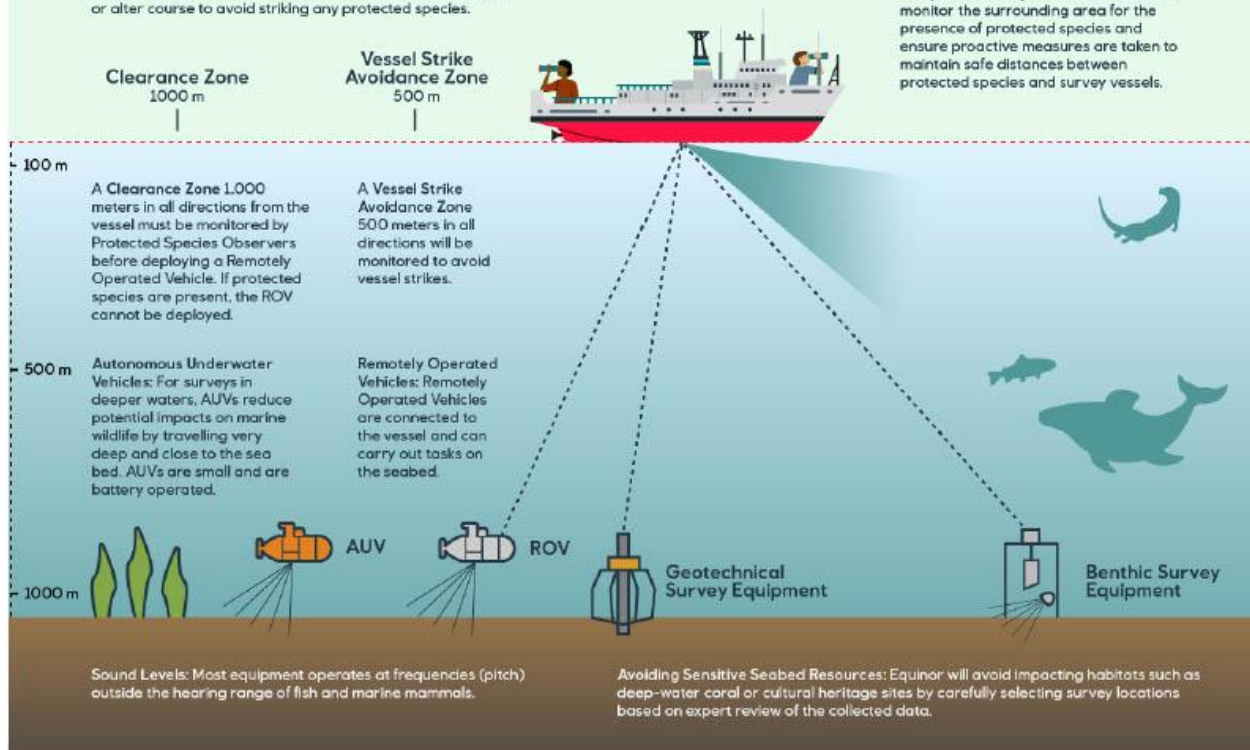 or alter course to avoid striking any protected species.
monitor the surrounding area for the
presence of protected species and
ensure proactive measures are taken to
maintain safe distances between
protected species and survey vessels.
Clearance Zone
1000 m
Vessel Strike
Avoidance Zone
500 m
100 m
A Clearance Zone 1,000
meters in all directions from the
vessel must be monitored by
Protected Species Observers
before deploying a Remotely
Operated Vehicle. If protected
species are present, the ROV
cannot be deployed.
A Vessel Strike
Avoidance Zone
500 meters in all
directions will be
monitored to avoid
vessel strikes.
500 m
Autonomous Underwater
Vehicles: For surveys in
deeper waters, AUVs reduce
potential impacts on marine
wildlife by travelling very
deep and close to the sea
bed. AUVs are small and are
battery operated.
Remotely Operated
Vehicles: Remotely
Operated Vehicles
are connected to
the vessel and can
carry out tasks on
the seabed.
AUV
ROV
Geotechnical
Survey Equipment
Benthic Survey
Equipment
1000 m
Sound Levels: Most equipment operates at frequencies (pitch)
outside the hearing range of fish and marine mammals.
Avoiding Sensitive Seabed Resources: Equinor will avoid impacting habitats such as
deep-water coral or cultural heritage sites by carefully selecting survey locations
based on expert review of the collected data.